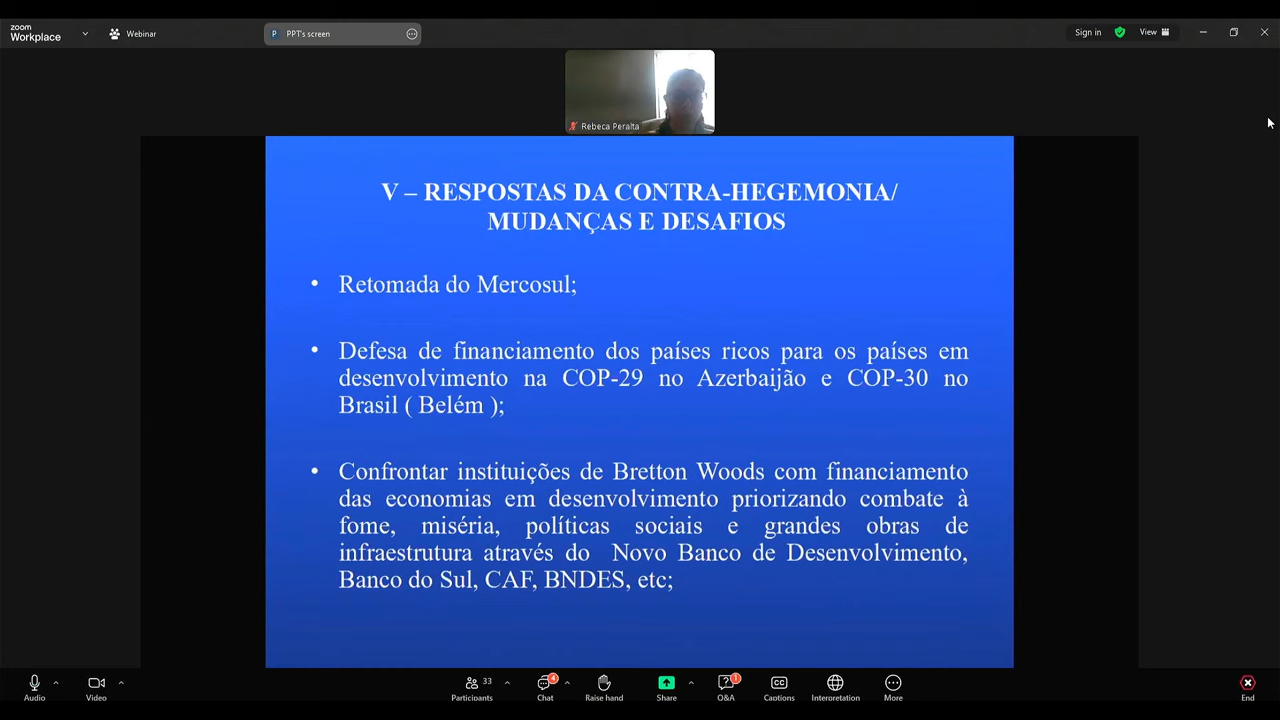 zoom
Workplace
Webinar
P PPT's screen
Sign in
View
Rebeca Peralta
V – RESPOSTAS DA CONTRA-HEGEMONIA/
MUDANÇAS E DESAFIOS
• Retomada do Mercosul;
• Defesa de financiamento dos países ricos para os países em
desenvolvimento na COP-29 no Azerbaijão e COP-30 no
Brasil ( Belém );
• Confrontar instituições de Bretton Woods com financiamento
das economias em desenvolvimento priorizando combate à
fome, miséria, políticas sociais e grandes obras de
infraestrutura através do Novo Banco de Desenvolvimento,
Banco do Sul, CAF, BNDES, etc;
Audio
Video
33
Participants
4
Chat
Raise hand
Share
1
Q&A
CC
Captions
Interpretation
More
End